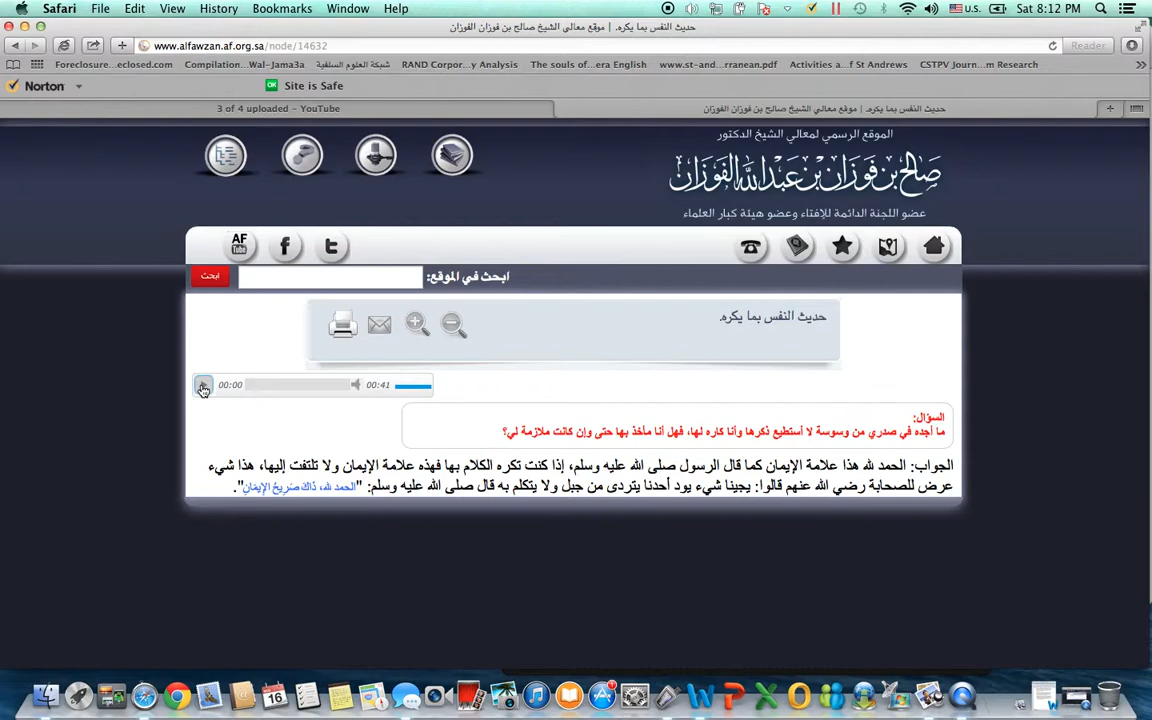 Safari File Edit View History Bookmarks Window Help U.S. Sat 8:12 PM
حديث النفس بما يكره. | موقع معالي الشيخ صالح بن فوزان الفوزان
www.alfawzan.af.org.sa/node/14632 Reader
Foreclosure...eclosed.com Compilation...Wal-Jama3a شبكة العلوم السلفية RAND Corpor...y Analysis The souls of...era English www.st-and...rranean.pdf Activities a...f St Andrews CSTPV Journ...m Research
Norton OK Site is Safe
3 of 4 uploaded - YouTube حديث النفس بما يكره. | موقع معالي الشيخ صالح بن فوزان الفوزان
الموقع الرسمي لمعالي الشيخ الدكتور
صالح بن فوزان بن عبدالله الفوزان
عضو اللجنة الدائمة للإفتاء وعضو هيئة كبار العلماء
AF Tube
ابحث في الموقع: ابحث
حديث النفس بما يكره.
00:00 00:41
السؤال:
ما أجده في صدري من وسوسة لا أستطيع ذكرها وأنا كاره لها، فهل أنا مأخذ بها حتى وإن كانت ملازمة لي؟
الجواب: الحمد لله هذا علامة الإيمان كما قال الرسول صلى الله عليه وسلم، إذا كنت تكره الكلام بها فهذه علامة الإيمان ولا تلتفت إليها، هذا شيء
عرض للصحابة رضي الله عنهم قالوا: يجينا شيء يود أحدنا يتردى من جبل ولا يتكلم به قال صلى الله عليه وسلم: "الحمد لله، ذَاكَ صَرِيحُ الإِيمَانِ".